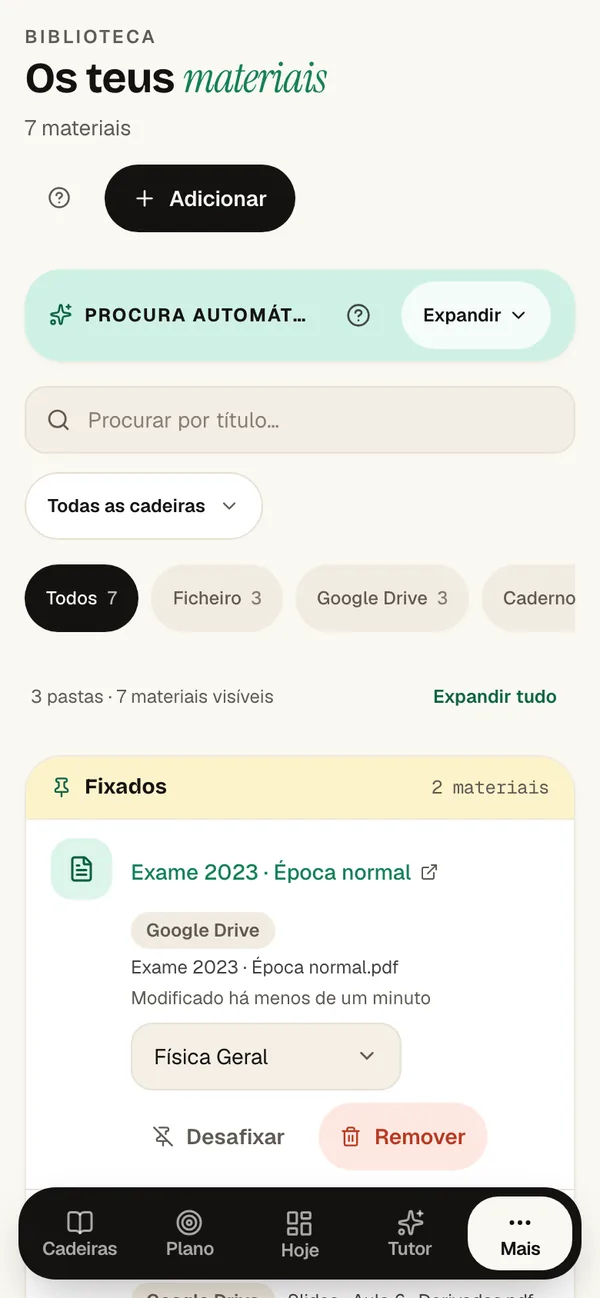 BIBLIOTECA
Os teus materiais
7 materiais
Adicionar
PROCURA AUTOMÁT...
Expandir
Procurar por título...
Todas as cadeiras
Todos 7
Ficheiro 3
Google Drive 3
Caderno
3 pastas · 7 materiais visíveis
Expandir tudo
Fixados
2 materiais
Exame 2023 · Época normal
Google Drive
Exame 2023 · Época normal.pdf
Modificado há menos de um minuto
Física Geral
Desafixar
Remover
Cadeiras
Plano
Hoje
Tutor
Mais